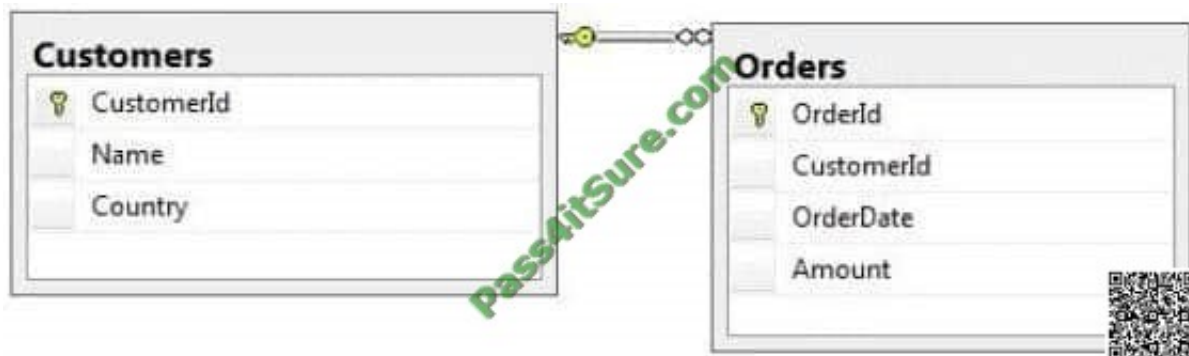 Customers
CustomerId
Name
Country
Orders
OrderId
CustomerId
OrderDate
Amount
Pass4itSure.com